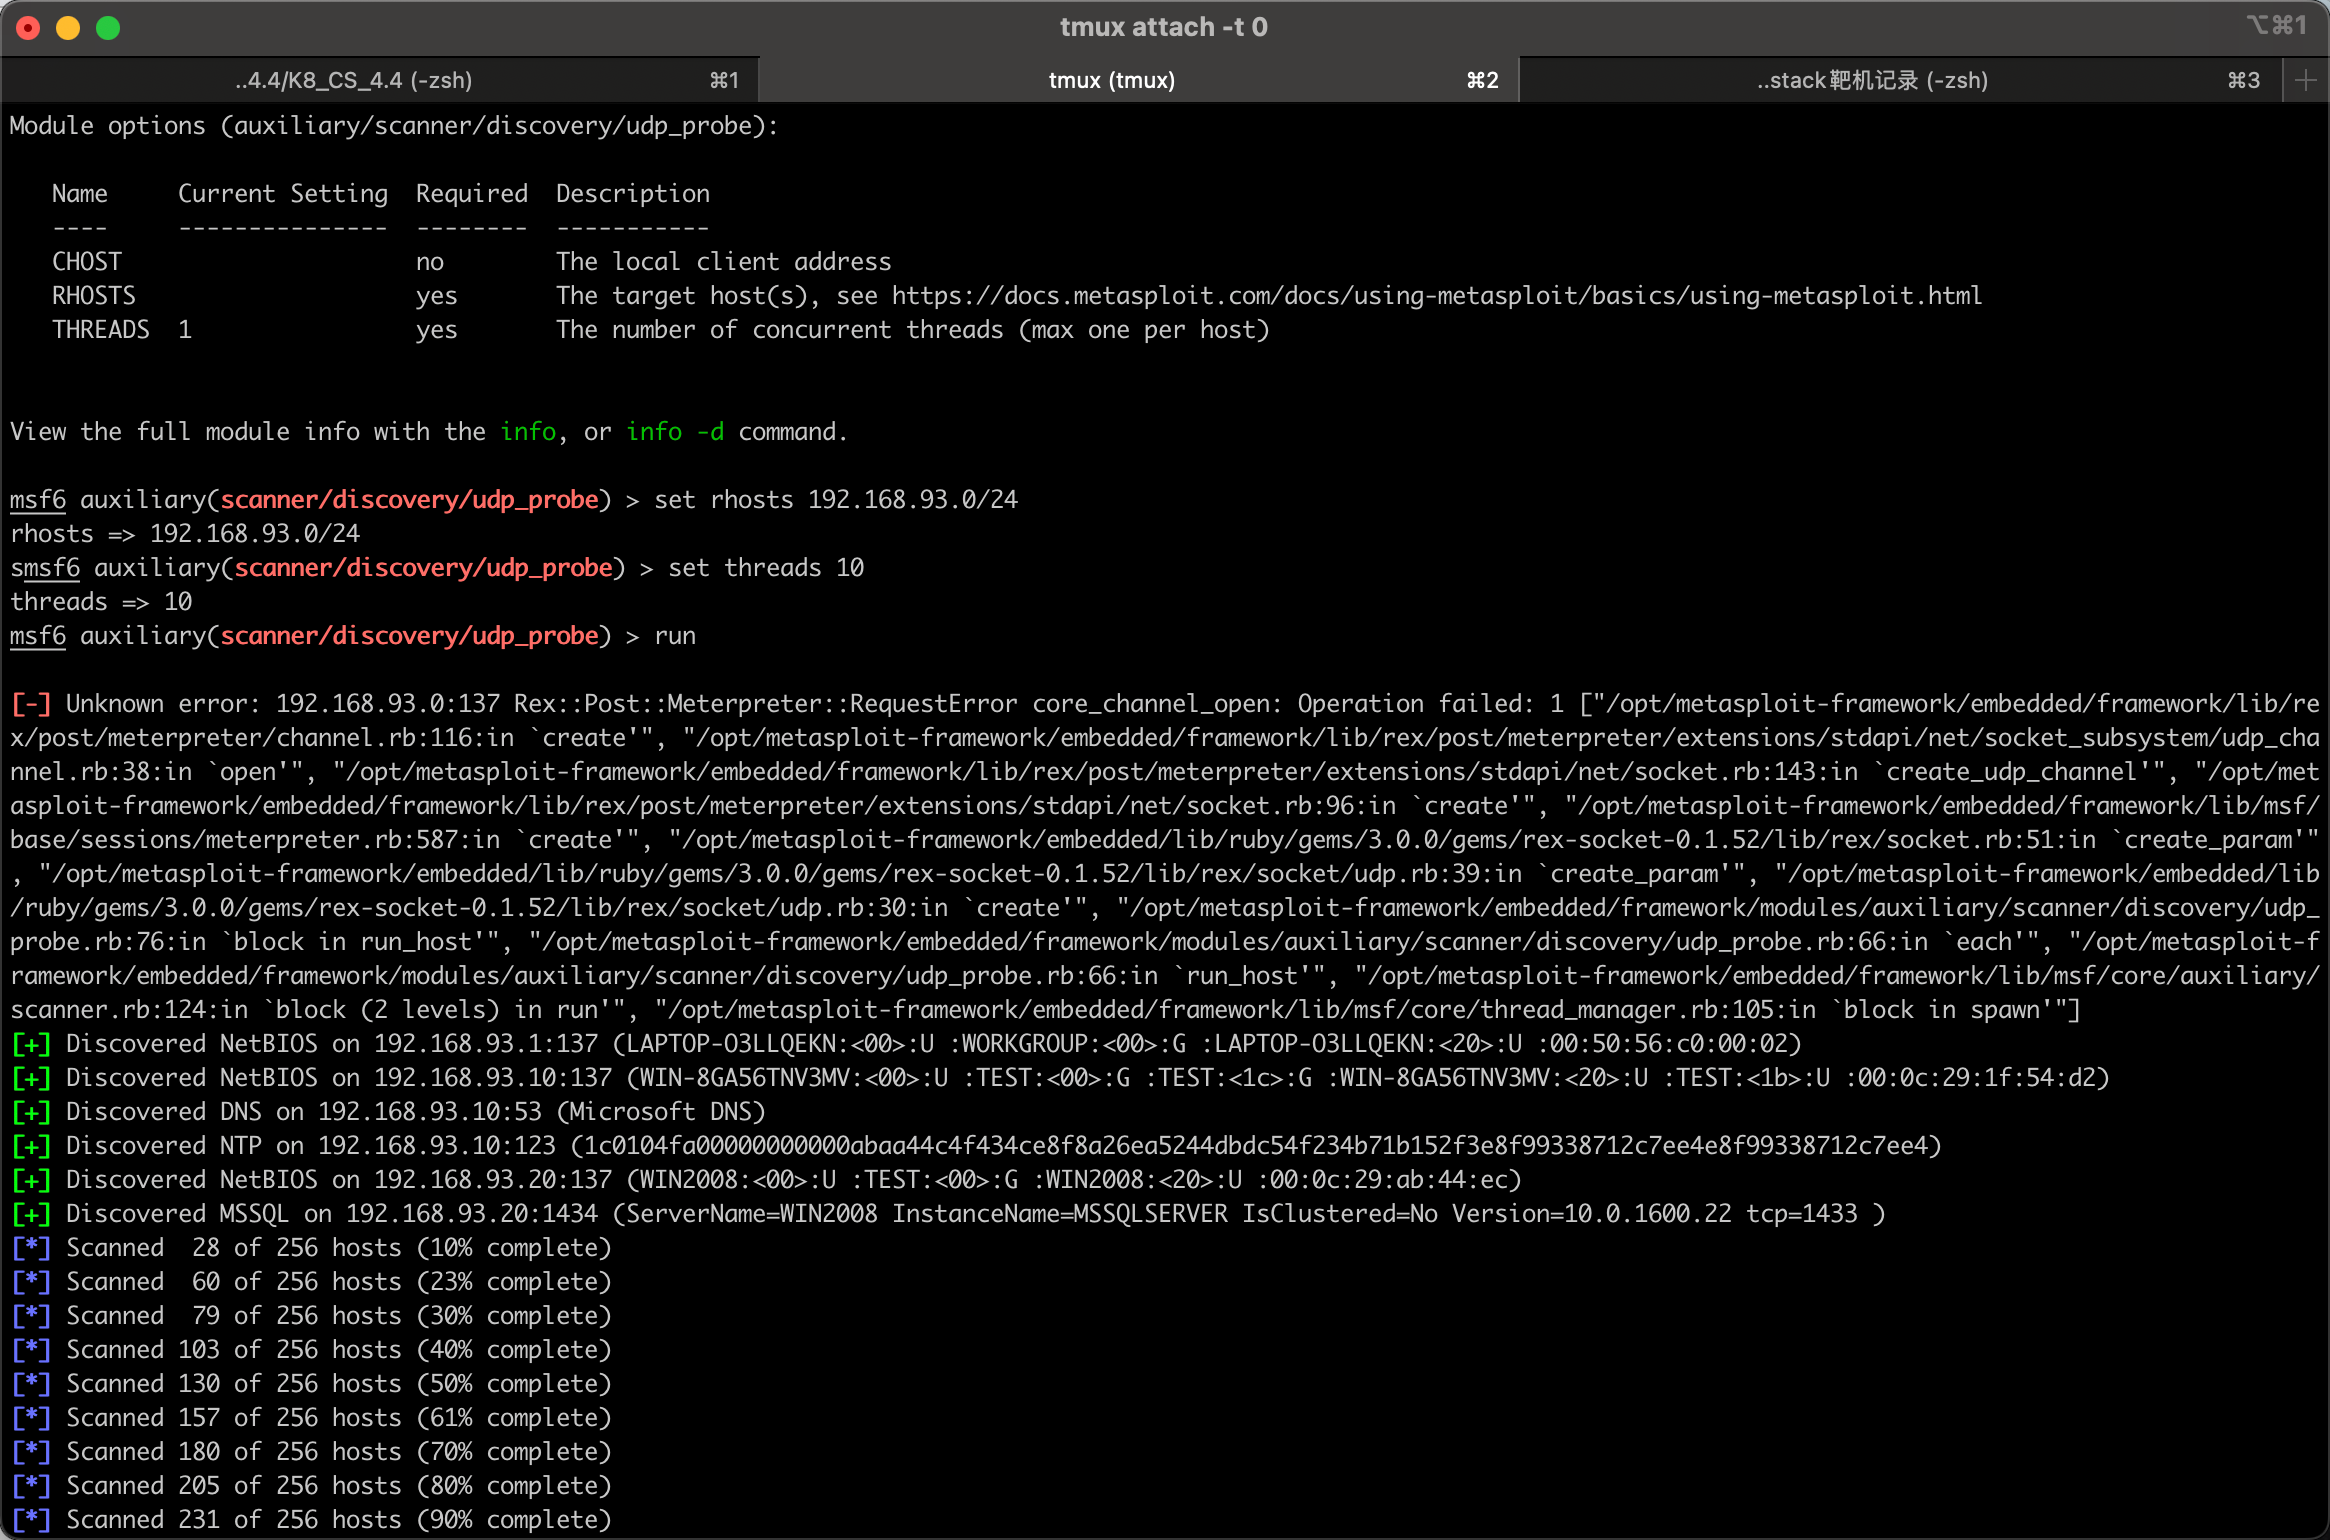 tmux attach -t 0
⌥⌘1
..4.4/K8_CS_4.4 (-zsh) ⌘1 tmux (tmux) ⌘2 ..stack靶机记录 (-zsh) ⌘3
Module options (auxiliary/scanner/discovery/udp_probe):
Name Current Setting Required Description
---- --------------- -------- -----------
CHOST no The local client address
RHOSTS yes The target host(s), see https://docs.metasploit.com/docs/using-metasploit/basics/using-metasploit.html
THREADS 1 yes The number of concurrent threads (max one per host)
View the full module info with the info, or info -d command.
msf6 auxiliary(scanner/discovery/udp_probe) > set rhosts 192.168.93.0/24
rhosts => 192.168.93.0/24
smsf6 auxiliary(scanner/discovery/udp_probe) > set threads 10
threads => 10
msf6 auxiliary(scanner/discovery/udp_probe) > run
[-] Unknown error: 192.168.93.0:137 Rex::Post::Meterpreter::RequestError core_channel_open: Operation failed: 1 ["/opt/metasploit-framework/embedded/framework/lib/re
x/post/meterpreter/channel.rb:116:in `create'", "/opt/metasploit-framework/embedded/framework/lib/rex/post/meterpreter/extensions/stdapi/net/socket_subsystem/udp_cha
nnel.rb:38:in `open'", "/opt/metasploit-framework/embedded/framework/lib/rex/post/meterpreter/extensions/stdapi/net/socket.rb:143:in `create_udp_channel'", "/opt/met
asploit-framework/embedded/framework/lib/rex/post/meterpreter/extensions/stdapi/net/socket.rb:96:in `create'", "/opt/metasploit-framework/embedded/framework/lib/msf/
base/sessions/meterpreter.rb:587:in `create'", "/opt/metasploit-framework/embedded/lib/ruby/gems/3.0.0/gems/rex-socket-0.1.52/lib/rex/socket.rb:51:in `create_param'"
, "/opt/metasploit-framework/embedded/lib/ruby/gems/3.0.0/gems/rex-socket-0.1.52/lib/rex/socket/udp.rb:39:in `create_param'", "/opt/metasploit-framework/embedded/lib
/ruby/gems/3.0.0/gems/rex-socket-0.1.52/lib/rex/socket/udp.rb:30:in `create'", "/opt/metasploit-framework/embedded/framework/modules/auxiliary/scanner/discovery/udp_
probe.rb:76:in `block in run_host'", "/opt/metasploit-framework/embedded/framework/modules/auxiliary/scanner/discovery/udp_probe.rb:66:in `each'", "/opt/metasploit-f
ramework/embedded/framework/modules/auxiliary/scanner/discovery/udp_probe.rb:66:in `run_host'", "/opt/metasploit-framework/embedded/framework/lib/msf/core/auxiliary/
scanner.rb:124:in `block (2 levels) in run'", "/opt/metasploit-framework/embedded/framework/lib/msf/core/thread_manager.rb:105:in `block in spawn'"]
[+] Discovered NetBIOS on 192.168.93.1:137 (LAPTOP-O3LLQEKN:<00>:U :WORKGROUP:<00>:G :LAPTOP-O3LLQEKN:<20>:U :00:50:56:c0:00:02)
[+] Discovered NetBIOS on 192.168.93.10:137 (WIN-8GA56TNV3MV:<00>:U :TEST:<00>:G :TEST:<1c>:G :WIN-8GA56TNV3MV:<20>:U :TEST:<1b>:U :00:0c:29:1f:54:d2)
[+] Discovered DNS on 192.168.93.10:53 (Microsoft DNS)
[+] Discovered NTP on 192.168.93.10:123 (1c0104fa00000000000abaa44c4f434ce8f8a26ea5244dbdc54f234b71b152f3e8f99338712c7ee4e8f99338712c7ee4)
[+] Discovered NetBIOS on 192.168.93.20:137 (WIN2008:<00>:U :TEST:<00>:G :WIN2008:<20>:U :00:0c:29:ab:44:ec)
[+] Discovered MSSQL on 192.168.93.20:1434 (ServerName=WIN2008 InstanceName=MSSQLSERVER IsClustered=No Version=10.0.1600.22 tcp=1433 )
[*] Scanned 28 of 256 hosts (10% complete)
[*] Scanned 60 of 256 hosts (23% complete)
[*] Scanned 79 of 256 hosts (30% complete)
[*] Scanned 103 of 256 hosts (40% complete)
[*] Scanned 130 of 256 hosts (50% complete)
[*] Scanned 157 of 256 hosts (61% complete)
[*] Scanned 180 of 256 hosts (70% complete)
[*] Scanned 205 of 256 hosts (80% complete)
[*] Scanned 231 of 256 hosts (90% complete)